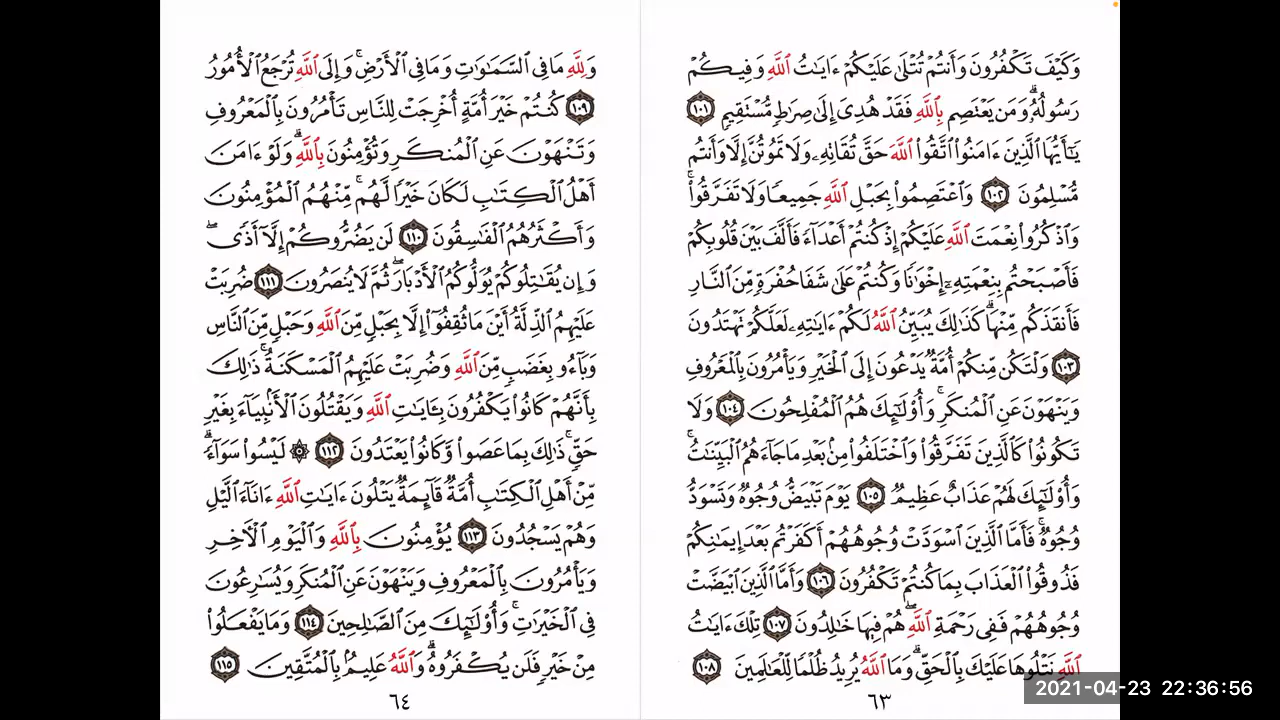 وَكَيْفَ تَكْفُرُونَ وَأَنتُمْ تُتْلَىٰ عَلَيْكُمْ ءَايَـٰتُ ٱللَّهِ وَفِيكُمْ
رَسُولُهُۥ ۗ وَمَن يَعْتَصِم بِٱللَّهِ فَقَدْ هُدِىَ إِلَىٰ صِرَٰطٍ مُّسْتَقِيمٍ ١٠١
يَـٰٓأَيُّهَا ٱلَّذِينَ ءَامَنُوا۟ ٱتَّقُوا۟ ٱللَّهَ حَقَّ تُقَاتِهِۦ وَلَا تَمُوتُنَّ إِلَّا وَأَنتُم
مُّسْلِمُونَ ١٠٢ وَٱعْتَصِمُوا۟ بِحَبْلِ ٱللَّهِ جَمِيعًا وَلَا تَفَرَّقُوا۟ ۚ
وَٱذْكُرُوا۟ نِعْمَتَ ٱللَّهِ عَلَيْكُمْ إِذْ كُنتُمْ أَعْدَآءً فَأَلَّفَ بَيْنَ قُلُوبِكُمْ
فَأَصْبَحْتُم بِنِعْمَتِهِۦٓ إِخْوَٰنًا وَكُنتُمْ عَلَىٰ شَفَا حُفْرَةٍ مِّنَ ٱلنَّارِ
فَأَنقَذَكُم مِّنْهَا ۗ كَذَٰلِكَ يُبَيِّنُ ٱللَّهُ لَكُمْ ءَايَـٰتِهِۦ لَعَلَّكُمْ تَهْتَدُونَ
١٠٣ وَلْتَكُن مِّنكُمْ أُمَّةٌ يَدْعُونَ إِلَى ٱلْخَيْرِ وَيَأْمُرُونَ بِٱلْمَعْرُوفِ
وَيَنْهَوْنَ عَنِ ٱلْمُنكَرِ ۚ وَأُو۟لَـٰٓئِكَ هُمُ ٱلْمُفْلِحُونَ ١٠٤ وَلَا
تَكُونُوا۟ كَٱلَّذِينَ تَفَرَّقُوا۟ وَٱخْتَلَفُوا۟ مِنۢ بَعْدِ مَا جَآءَهُمُ ٱلْبَيِّنَـٰتُ ۚ
وَأُو۟لَـٰٓئِكَ لَهُمْ عَذَابٌ عَظِيمٌ ١٠٥ يَوْمَ تَبْيَضُّ وُجُوهٌ وَتَسْوَدُّ
وُجُوهٌ ۚ فَأَمَّا ٱلَّذِينَ ٱسْوَدَّتْ وُجُوهُهُمْ أَكَفَرْتُم بَعْدَ إِيمَـٰنِكُمْ
فَذُوقُوا۟ ٱلْعَذَابَ بِمَا كُنتُمْ تَكْفُرُونَ ١٠٦ وَأَمَّا ٱلَّذِينَ ٱبْيَضَّتْ
وُجُوهُهُمْ فَفِى رَحْمَةِ ٱللَّهِ ۖ هُمْ فِيهَا خَـٰلِدُونَ ١٠٧ تِلْكَ ءَايَـٰتُ
ٱللَّهِ نَتْلُوهَا عَلَيْكَ بِٱلْحَقِّ ۗ وَمَا ٱللَّهُ يُرِيدُ ظُلْمًا لِّلْعَـٰلَمِينَ ١٠٨
٦٣
وَلِلَّهِ مَا فِى ٱلسَّمَـٰوَٰتِ وَمَا فِى ٱلْأَرْضِ ۚ وَإِلَى ٱللَّهِ تُرْجَعُ ٱلْأُمُورُ
١٠٩ كُنتُمْ خَيْرَ أُمَّةٍ أُخْرِجَتْ لِلنَّاسِ تَأْمُرُونَ بِٱلْمَعْرُوفِ
وَتَنْهَوْنَ عَنِ ٱلْمُنكَرِ وَتُؤْمِنُونَ بِٱللَّهِ ۗ وَلَوْ ءَامَنَ
أَهْلُ ٱلْكِتَـٰبِ لَكَانَ خَيْرًا لَّهُم ۚ مِّنْهُمُ ٱلْمُؤْمِنُونَ
وَأَكْثَرُهُمُ ٱلْفَـٰسِقُونَ ١١٠ لَن يَضُرُّوكُمْ إِلَّآ أَذًى ۖ
وَإِن يُقَـٰتِلُوكُمْ يُوَلُّوكُمُ ٱلْأَدْبَارَ ۖ ثُمَّ لَا يُنصَرُونَ ١١١ ضُرِبَتْ
عَلَيْهِمُ ٱلذِّلَّةُ أَيْنَ مَا ثُقِفُوٓا۟ إِلَّا بِحَبْلٍ مِّنَ ٱللَّهِ وَحَبْلٍ مِّنَ ٱلنَّاسِ
وَبَآءُو بِغَضَبٍ مِّنَ ٱللَّهِ وَضُرِبَتْ عَلَيْهِمُ ٱلْمَسْكَنَةُ ۚ ذَٰلِكَ
بِأَنَّهُمْ كَانُوا۟ يَكْفُرُونَ بِـَٔايَـٰتِ ٱللَّهِ وَيَقْتُلُونَ ٱلْأَنۢبِيَآءَ بِغَيْرِ
حَقٍّ ۚ ذَٰلِكَ بِمَا عَصَوا۟ وَّكَانُوا۟ يَعْتَدُونَ ١١٢ ۞ لَيْسُوا۟ سَوَآءً ۗ
مِّنْ أَهْلِ ٱلْكِتَـٰبِ أُمَّةٌ قَآئِمَةٌ يَتْلُونَ ءَايَـٰتِ ٱللَّهِ ءَانَآءَ ٱلَّيْلِ
وَهُمْ يَسْجُدُونَ ١١٣ يُؤْمِنُونَ بِٱللَّهِ وَٱلْيَوْمِ ٱلْـَٔاخِرِ
وَيَأْمُرُونَ بِٱلْمَعْرُوفِ وَيَنْهَوْنَ عَنِ ٱلْمُنكَرِ وَيُسَـٰرِعُونَ
فِى ٱلْخَيْرَٰتِ ۚ وَأُو۟لَـٰٓئِكَ مِنَ ٱلصَّـٰلِحِينَ ١١٤ وَمَا يَفْعَلُوا۟
مِنْ خَيْرٍ فَلَن يُكْفَرُوهُ ۗ وَٱللَّهُ عَلِيمٌۢ بِٱلْمُتَّقِينَ ١١٥
٦٤
2021-04-23 22:36:56